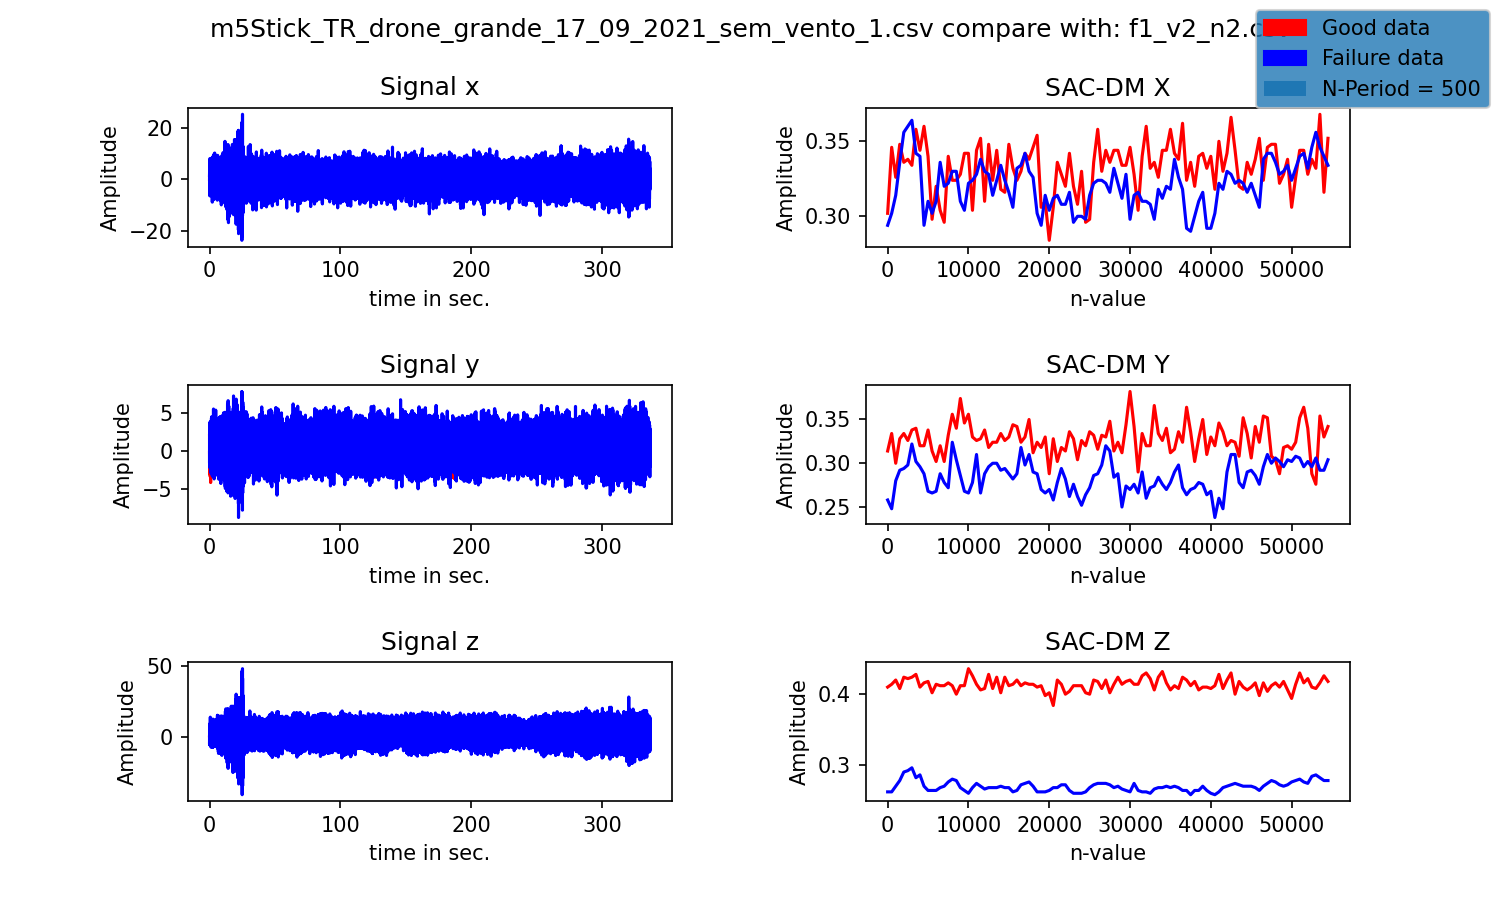 m5Stick_TR_drone_grande_17_09_2021_sem_vento_1.csv compare with: f1_v2_n2.csv
Good data
Failure data
N-Period = 500
Signal x
Amplitude
20
0
−20
0 100 200 300
time in sec.
SAC-DM X
Amplitude
0.35
0.30
0 10000 20000 30000 40000 50000
n-value
Signal y
Amplitude
5
0
−5
0 100 200 300
time in sec.
SAC-DM Y
Amplitude
0.35
0.30
0.25
0 10000 20000 30000 40000 50000
n-value
Signal z
Amplitude
50
0
0 100 200 300
time in sec.
SAC-DM Z
Amplitude
0.4
0.3
0 10000 20000 30000 40000 50000
n-value